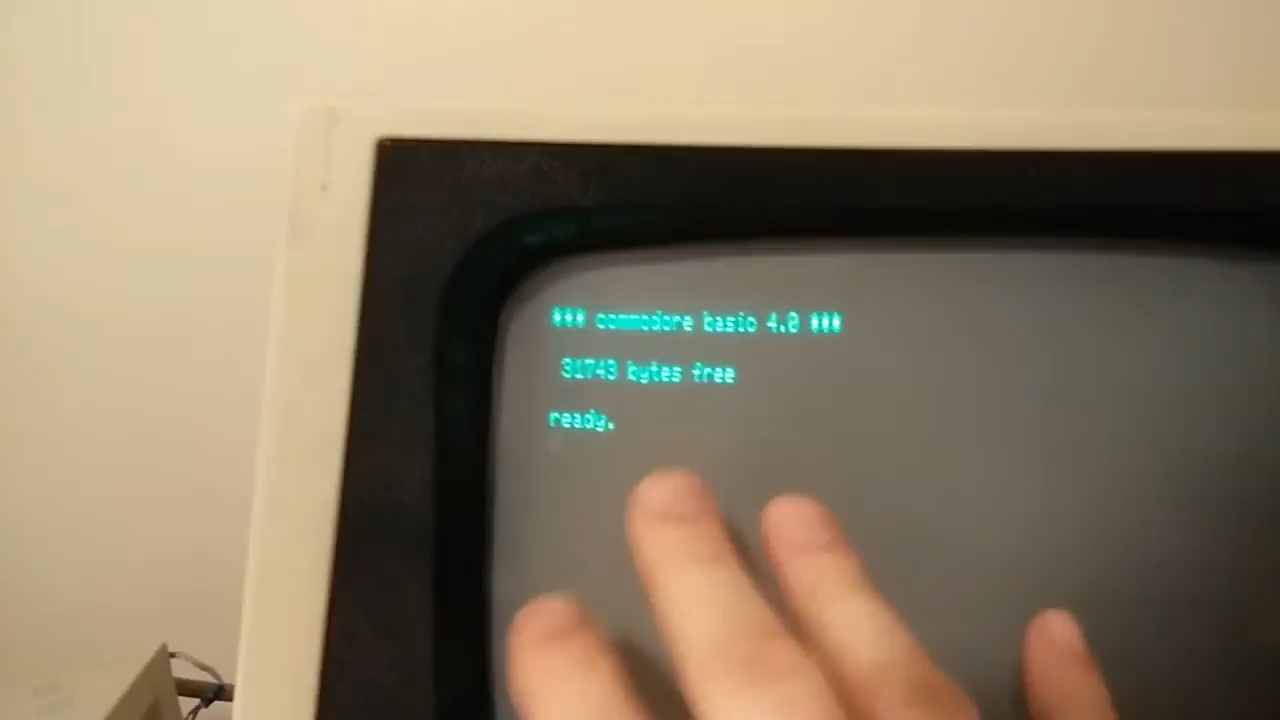 *** commodore basic 4.0 ***
31743 bytes free
ready.